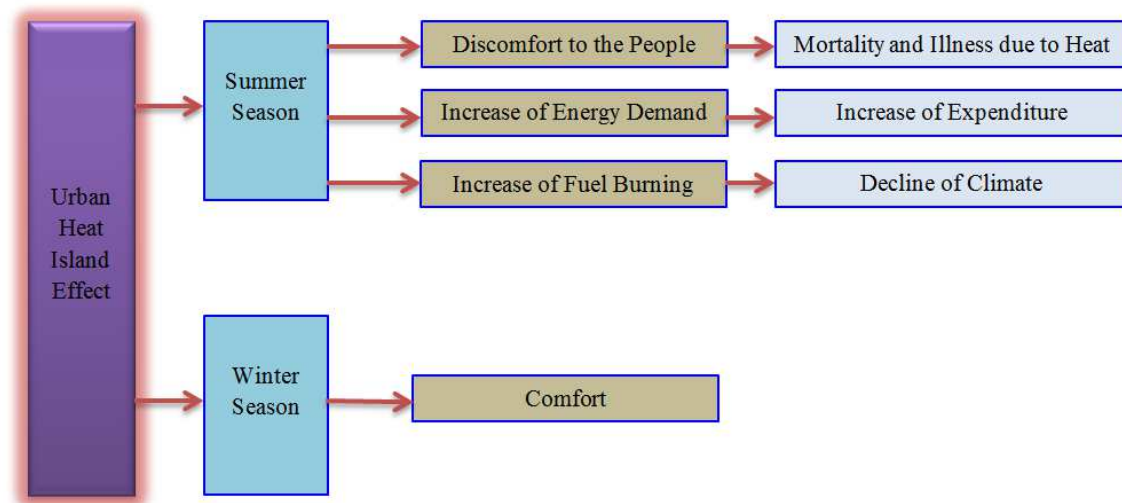 Urban
Heat
Island
Effect
Summer
Season
Discomfort to the People
Mortality and Illness due to Heat
Increase of Energy Demand
Increase of Expenditure
Increase of Fuel Burning
Decline of Climate
Winter
Season
Comfort